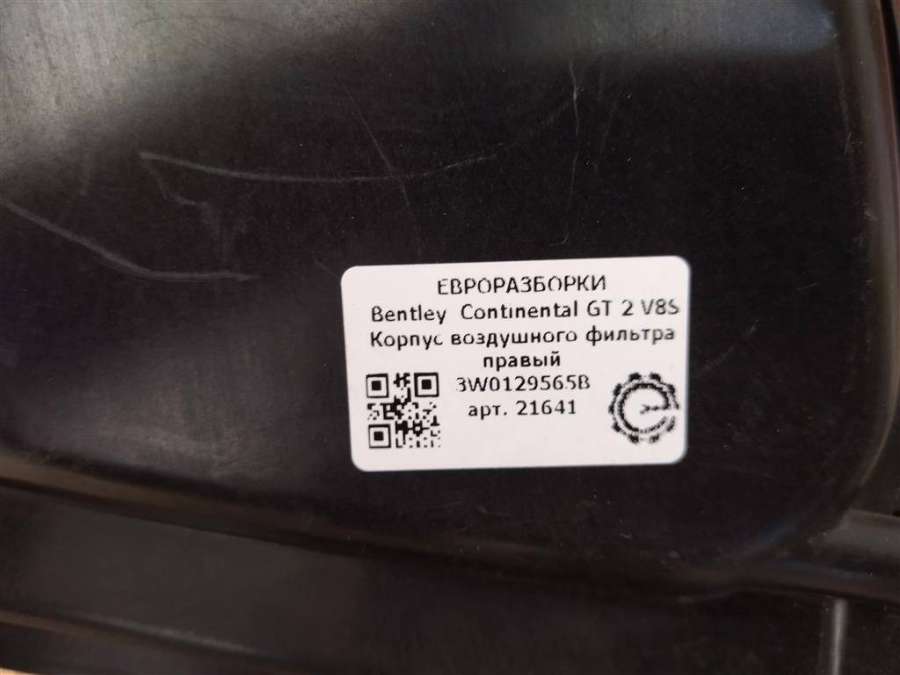 ЕВРОРАЗБОРКИ
Bentley Continental GT 2 V8S
Корпус воздушного фильтра
правый
3W0129565B
арт. 21641